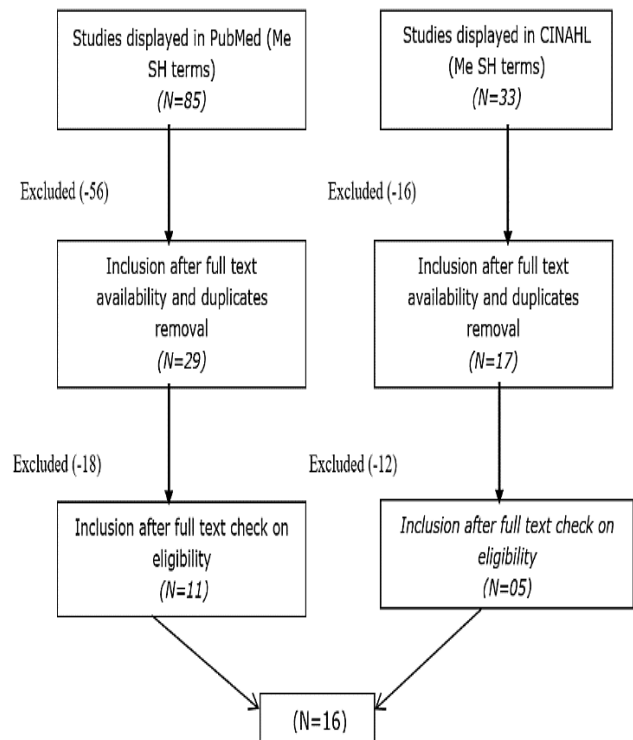 Studies displayed in PubMed (Me
SH terms)
(N=85)
Studies displayed in CINAHL
(Me SH terms)
(N=33)
Excluded (-56)
Excluded (-16)
Inclusion after full text
availability and duplicates
removal
(N=29)
Inclusion after full text
availability and duplicates
removal
(N=17)
Excluded (-18)
Excluded (-12)
Inclusion after full text check on
eligibility
(N=11)
Inclusion after full text check on
eligibility
(N=05)
(N=16)